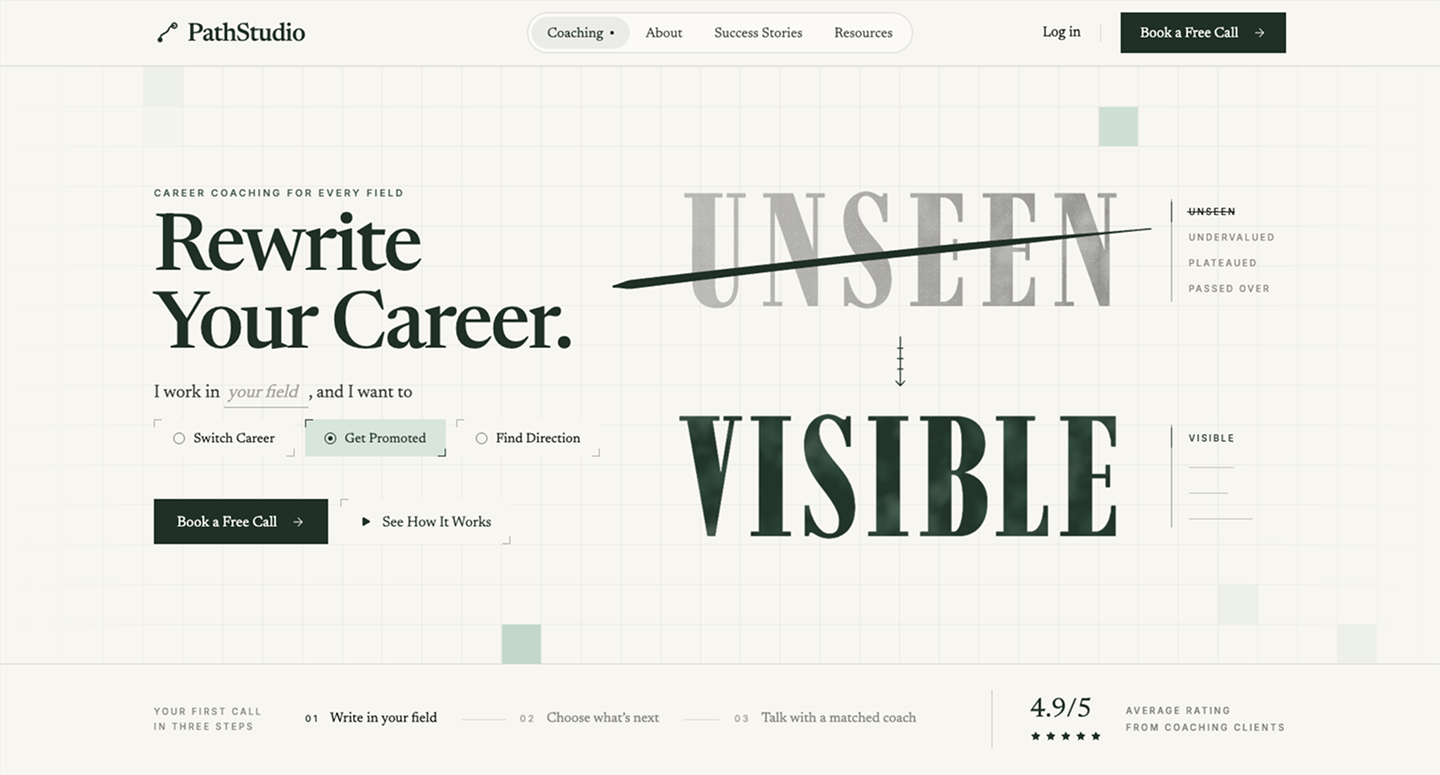 PathStudio
Coaching
About
Success Stories
Resources
Log in
Book a Free Call
CAREER COACHING FOR EVERY FIELD
Rewrite
Your Career.
I work in your field , and I want to
Switch Career
Get Promoted
Find Direction
Book a Free Call
See How It Works
UNSEEN
VISIBLE
UNSEEN
UNDERVALUED
PLATEAUED
PASSED OVER
VISIBLE
YOUR FIRST CALL
IN THREE STEPS
01 Write in your field
02 Choose what's next
03 Talk with a matched coach
4.9/5
AVERAGE RATING
FROM COACHING CLIENTS